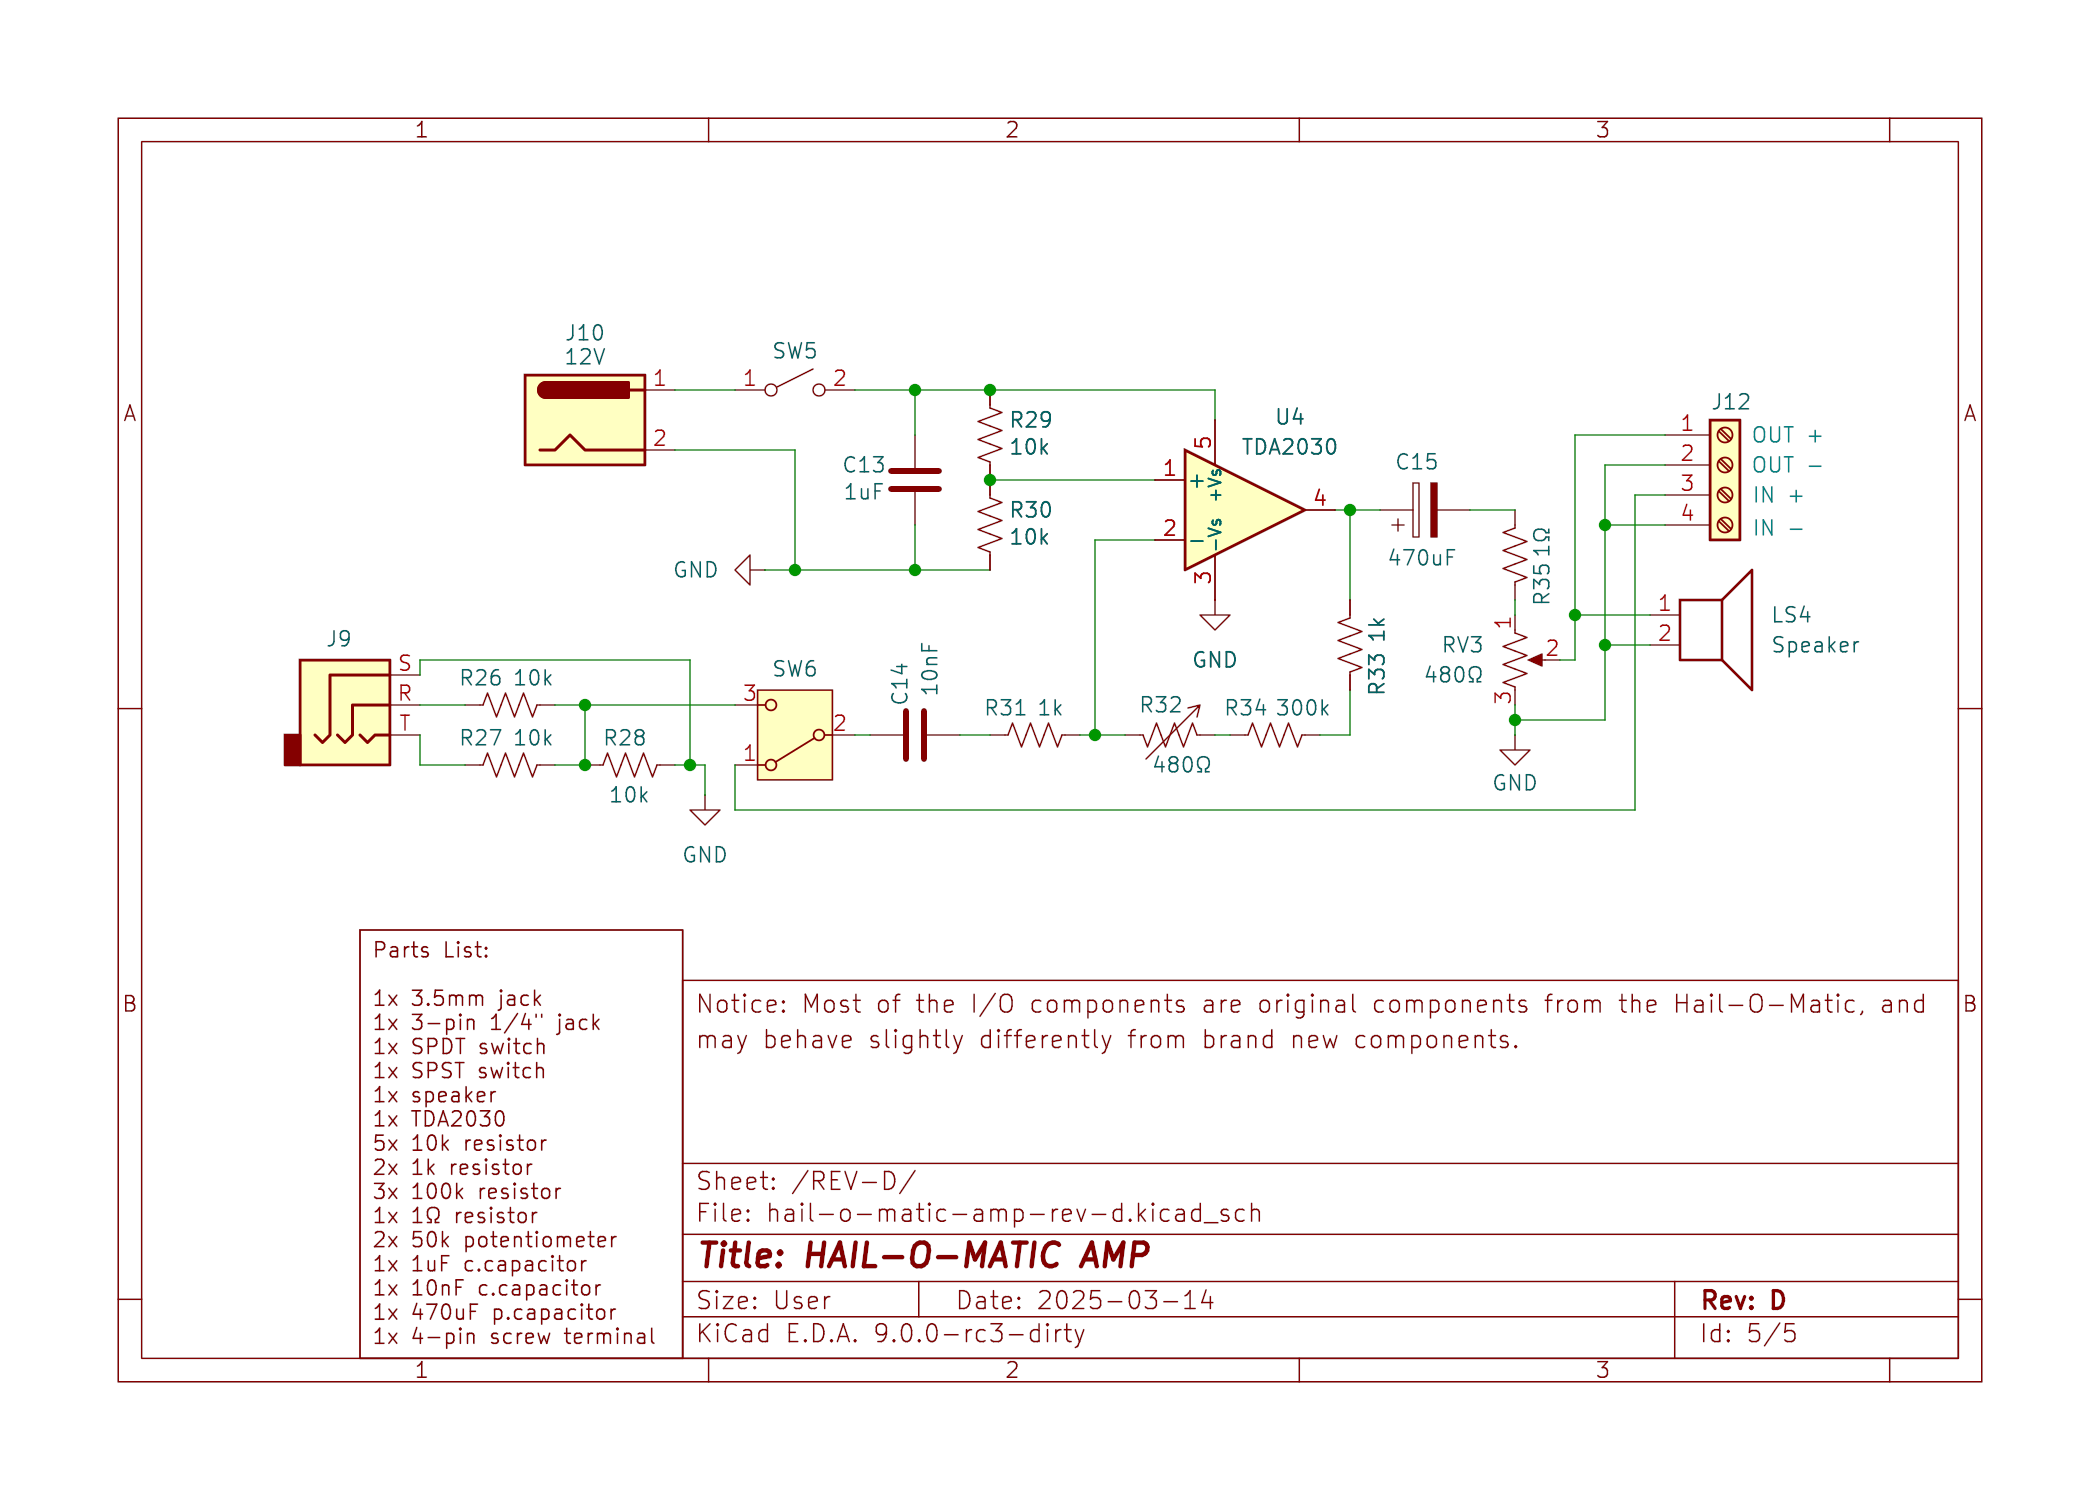 1 2 3
A A
J10
12V
1
2
SW5
1 2
C13
1uF
R29
10k
R30
10k
GND
U4
TDA2030
1
+
2
-
5
+Vs
-Vs
3
4
GND
C15
+
470uF
R35 1Ω
R33 1k
RV3
480Ω
1
2
3
GND
J12
1 OUT +
2 OUT -
3 IN +
4 IN -
1
2
LS4
Speaker
J9
S
R
T
R26 10k
R27 10k
R28
10k
GND
SW6
3
2
1
C14
10nF
R31 1k
R32
480Ω
R34 300k
B B
Parts List:
1x 3.5mm jack
1x 3-pin 1/4" jack
1x SPDT switch
1x SPST switch
1x speaker
1x TDA2030
5x 10k resistor
2x 1k resistor
3x 100k resistor
1x 1Ω resistor
2x 50k potentiometer
1x 1uF c.capacitor
1x 10nF c.capacitor
1x 470uF p.capacitor
1x 4-pin screw terminal
Notice: Most of the I/O components are original components from the Hail-O-Matic, and
may behave slightly differently from brand new components.
Sheet: /REV-D/
File: hail-o-matic-amp-rev-d.kicad_sch
Title: HAIL-O-MATIC AMP
Size: User Date: 2025-03-14 Rev: D
KiCad E.D.A. 9.0.0-rc3-dirty Id: 5/5
1 2 3